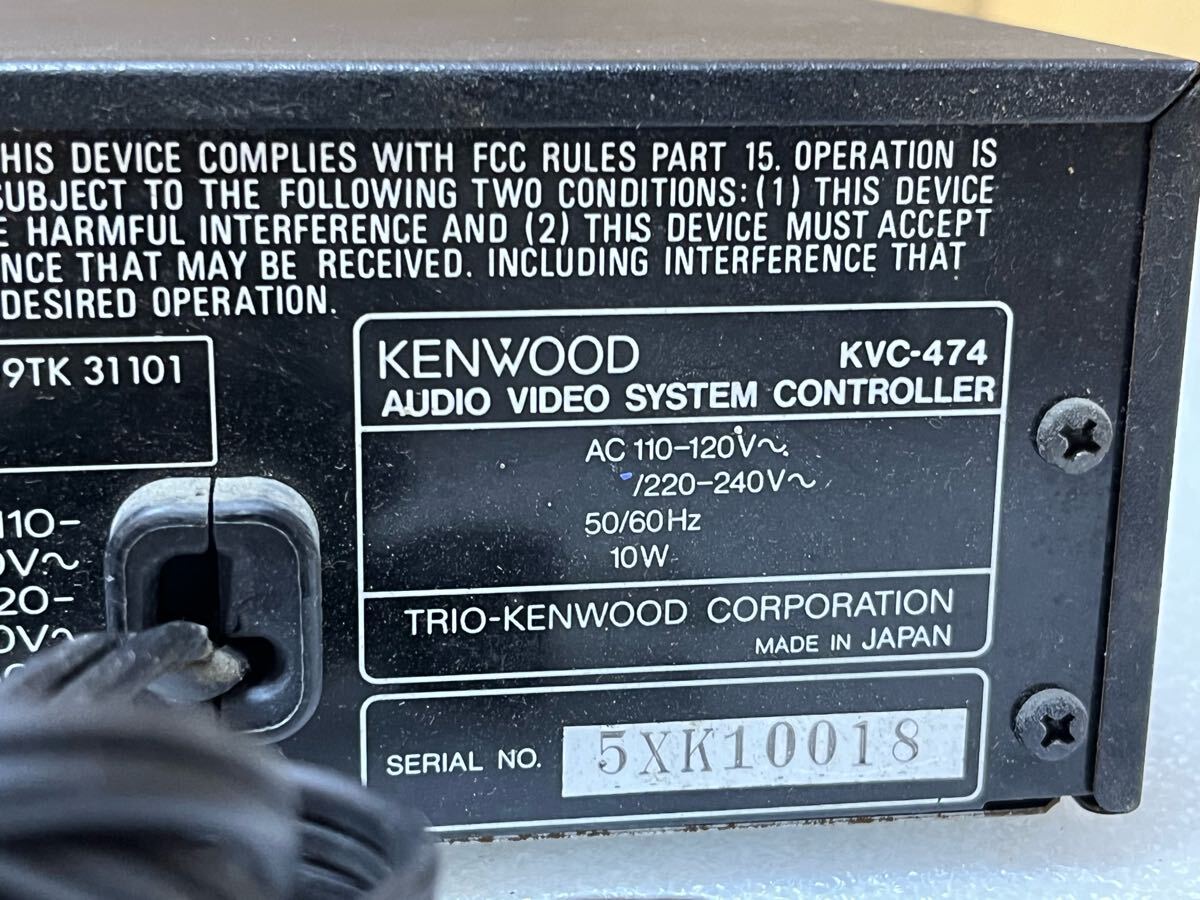 HIS DEVICE COMPLIES WITH FCC RULES PART 15. OPERATION IS
SUBJECT TO THE FOLLOWING TWO CONDITIONS: (1) THIS DEVICE
E HARMFUL INTERFERENCE AND (2) THIS DEVICE MUST ACCEPT
NCE THAT MAY BE RECEIVED. INCLUDING INTERFERENCE THAT
DESIRED OPERATION.
9TK 31101
KENWOOD KVC-474
AUDIO VIDEO SYSTEM CONTROLLER
AC 110-120V~
/220-240V~
50/60Hz
10W
TRIO-KENWOOD CORPORATION
MADE IN JAPAN
110-
0V~
20-
0V~
SERIAL NO. 5XK10018